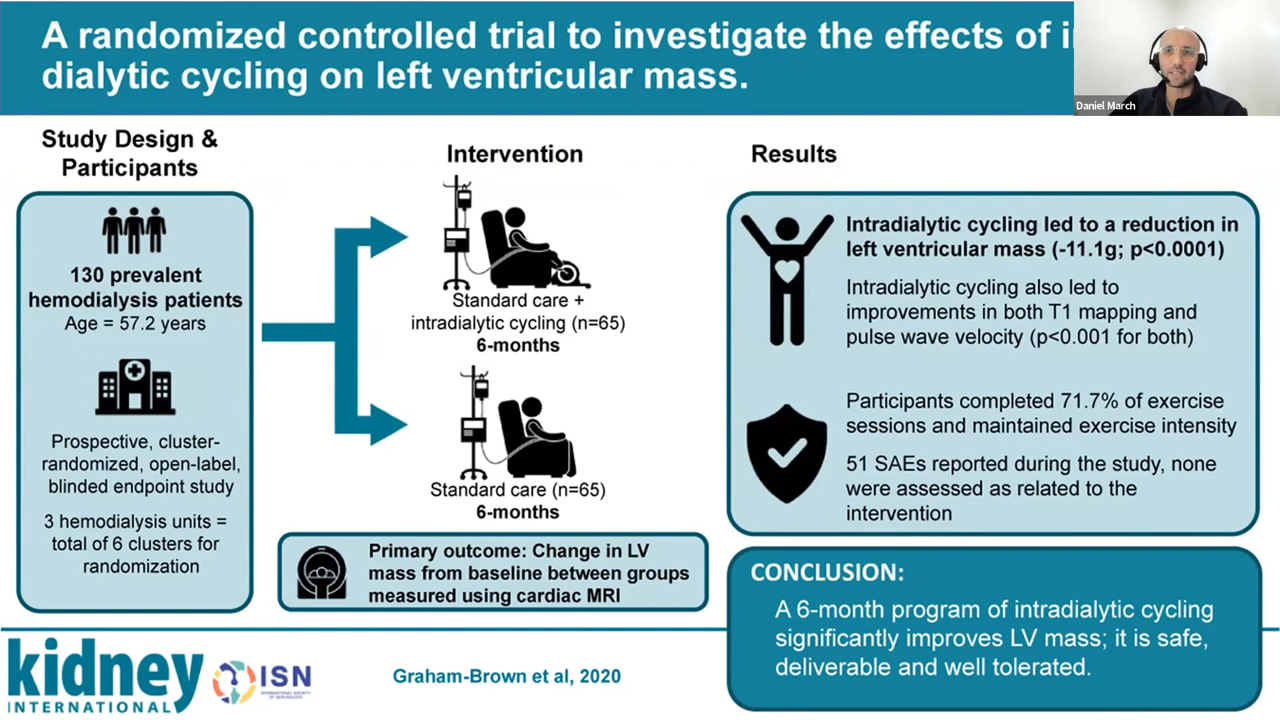 A randomized controlled trial to investigate the effects of
dialytic cycling on left ventricular mass.
Daniel March
Study Design &
Participants
130 prevalent
hemodialysis patients
Age = 57.2 years
Prospective, cluster-
randomized, open-label,
blinded endpoint study
3 hemodialysis units =
total of 6 clusters for
randomization
Intervention
Standard care +
intradialytic cycling (n=65)
6-months
Standard care (n=65)
6-months
Primary outcome: Change in LV
mass from baseline between groups
measured using cardiac MRI
Results
Intradialytic cycling led to a reduction in
left ventricular mass (-11.1g; p<0.0001)
Intradialytic cycling also led to
improvements in both T1 mapping and
pulse wave velocity (p<0.001 for both)
Participants completed 71.7% of exercise
sessions and maintained exercise intensity
51 SAEs reported during the study, none
were assessed as related to the
intervention
CONCLUSION:
A 6-month program of intradialytic cycling
significantly improves LV mass; it is safe,
deliverable and well tolerated.
kidney
INTERNATIONAL
ISN
INTERNATIONAL SOCIETY
OF NEPHROLOGY
Graham-Brown et al, 2020